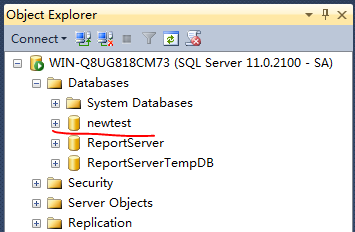 Object Explorer
Connect
WIN-Q8UG818CM73 (SQL Server 11.0.2100 - SA)
Databases
System Databases
newtest
ReportServer
ReportServerTempDB
Security
Server Objects
Replication